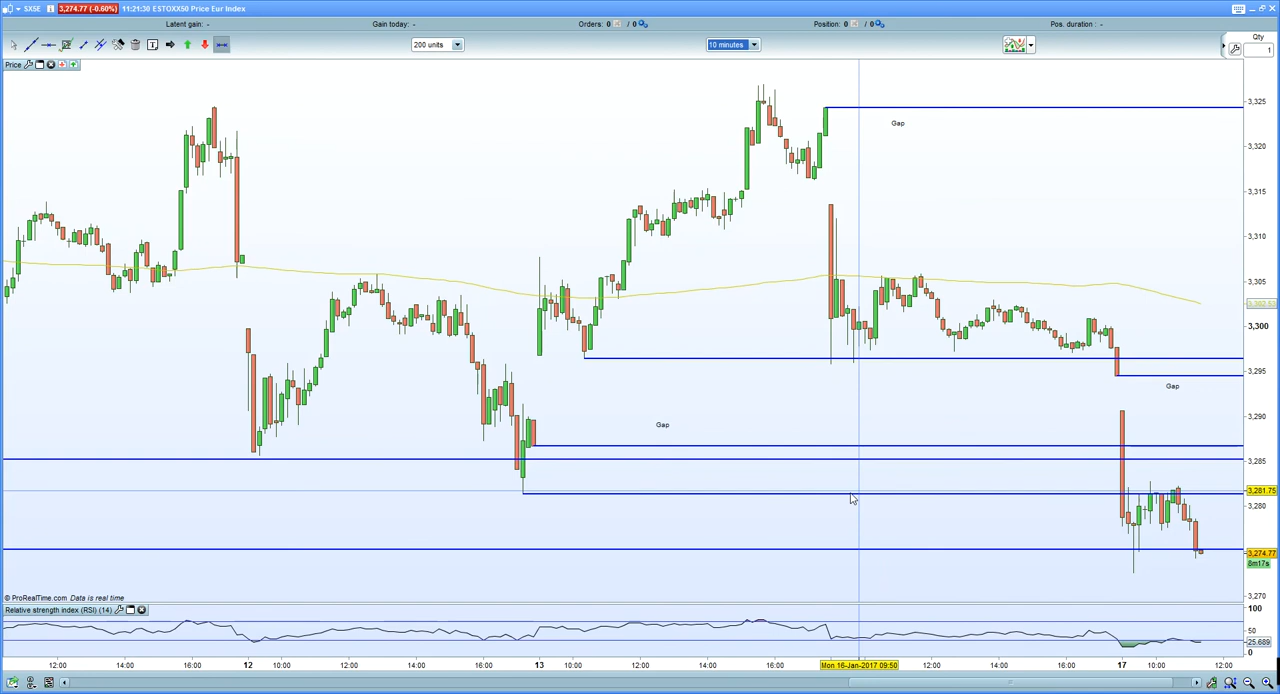 SX5E 3,274.77 (-0.60%) 11:21:30 ESTOXX50 Price Eur Index
Latent gain: - Gain today: - Orders: 0 / 0 Position: 0 / 0 Pos. duration : -
200 units 10 minutes Qty
1
Price
3,325
Gap
3,320
3,315
3,310
3,305
3,300
3,295
Gap
3,290
Gap
3,285
3,281.75
3,280
3,274.77
8m17s
© ProRealTime.com Data is real time 3,270
Relative strength index (RSI) (14) 100
50
25.689
0
12:00 14:00 16:00 12 10:00 12:00 14:00 16:00 13 10:00 12:00 14:00 16:00 Mon 16-Jan-2017 09:50 12:00 14:00 16:00 17 10:00 12:00